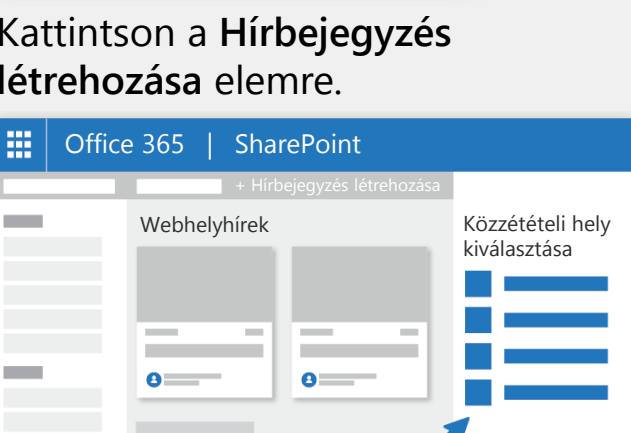 Kattintson a Hírbejegyzés
létrehozása elemre.
Office 365 | SharePoint
+ Hírbejegyzés létrehozása
Webhelyhírek
Közzétételi hely
kiválasztása